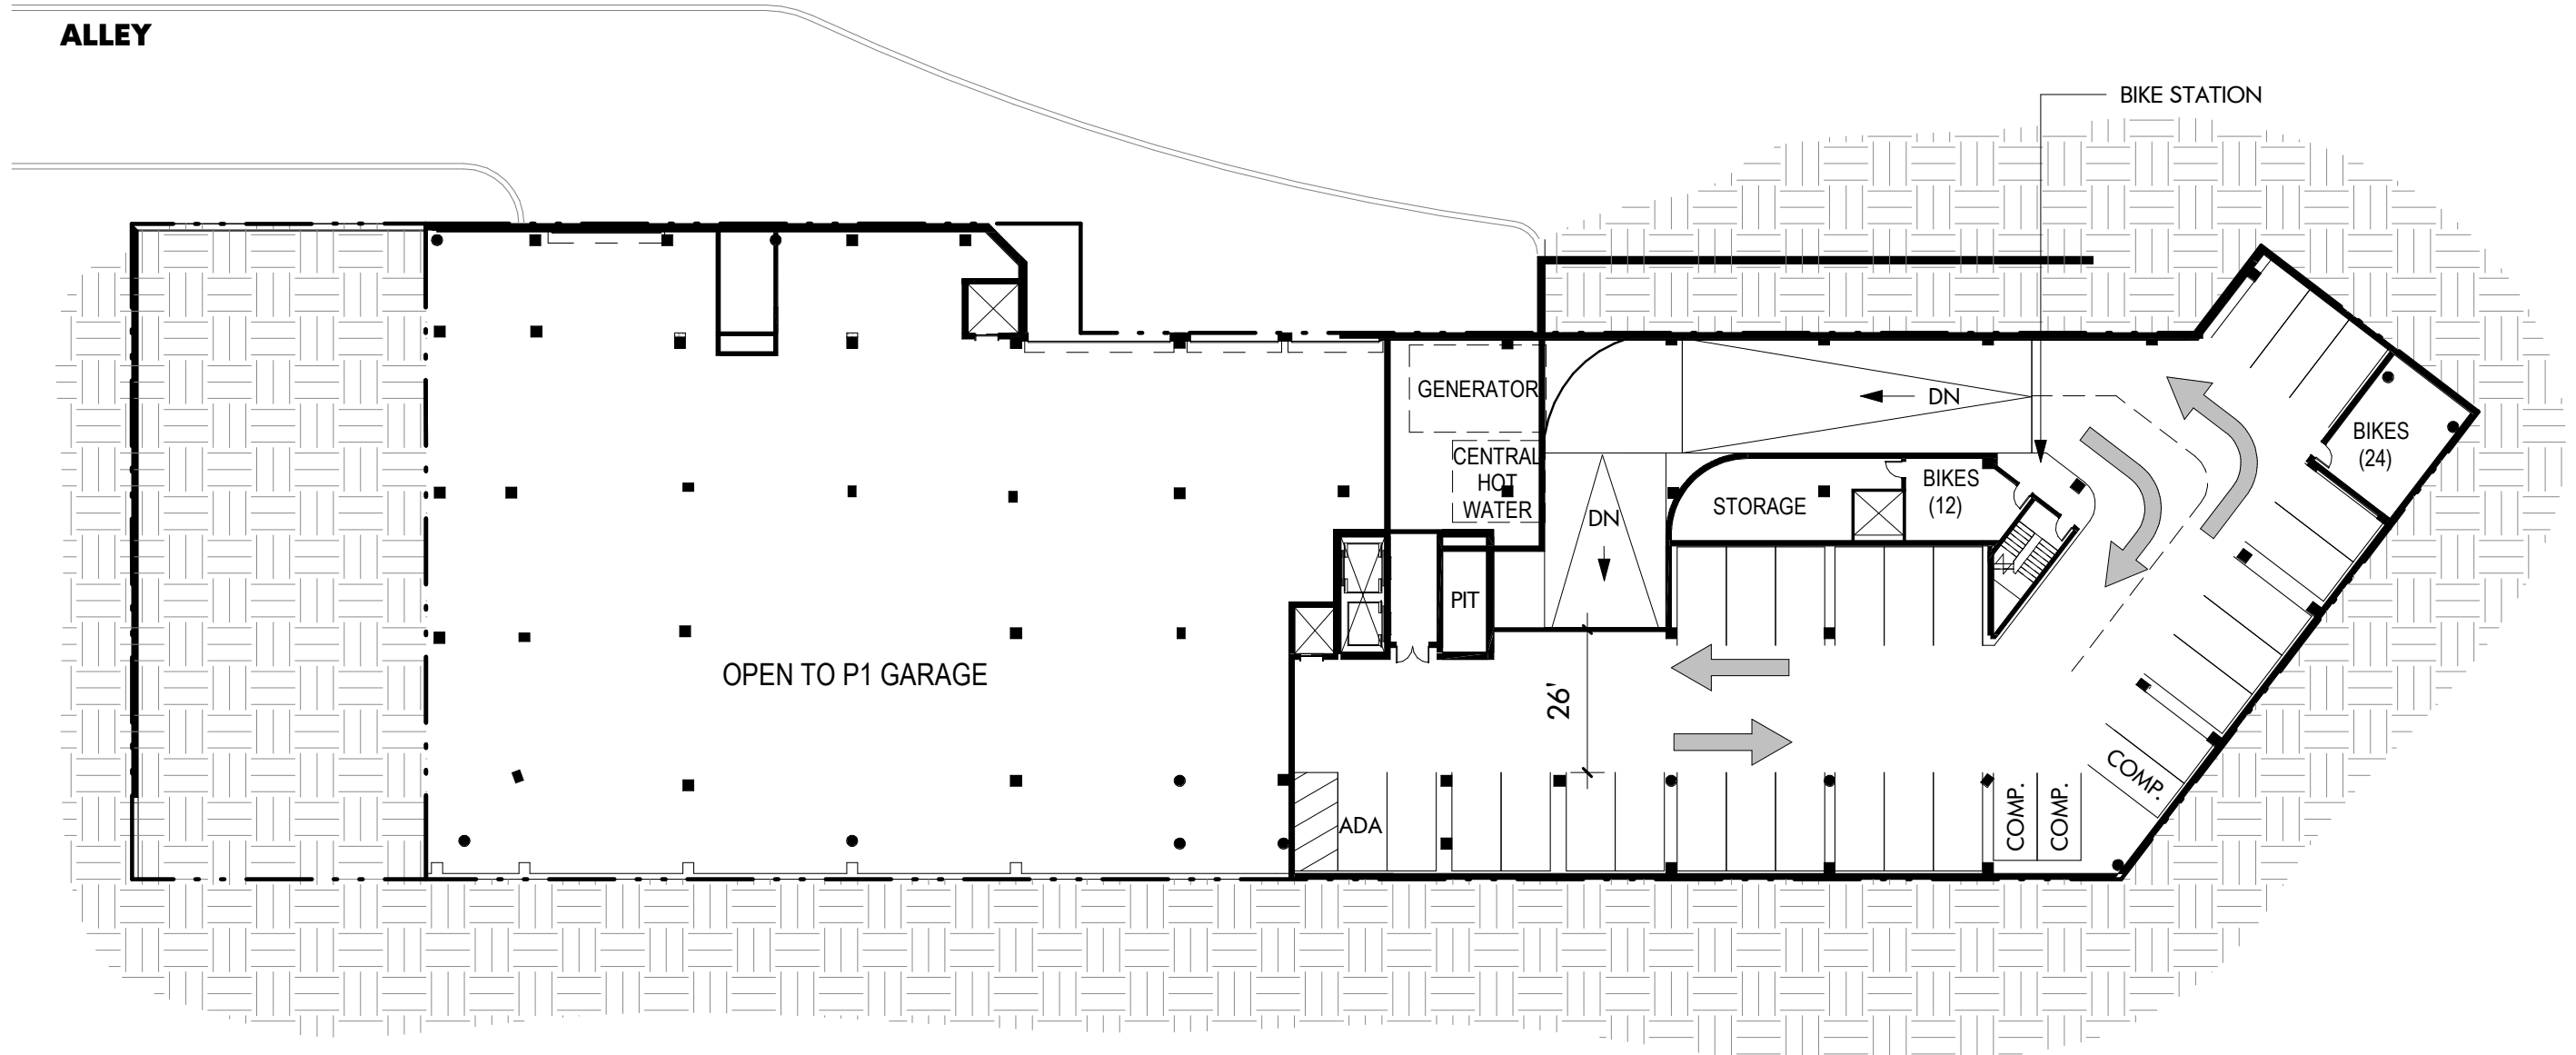 ALLEY
BIKE STATION
GENERATOR
DN
CENTRAL
HOT
WATER
BIKES
(24)
BIKES
(12)
STORAGE
DN
PIT
OPEN TO P1 GARAGE
26'
ADA
COMP.
COMP.
COMP.